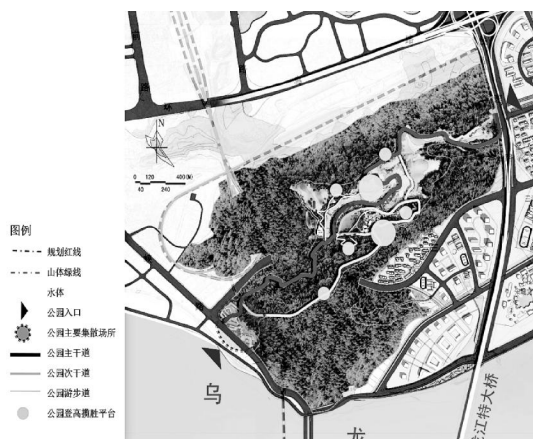 N
0 120 400(M)
40 240
图例
规划红线
山体绿线
水体
公园入口
公园主要集散场所
公园主干道
公园次干道
公园游步道
公园登高揽胜平台
乌
龙
江特大桥